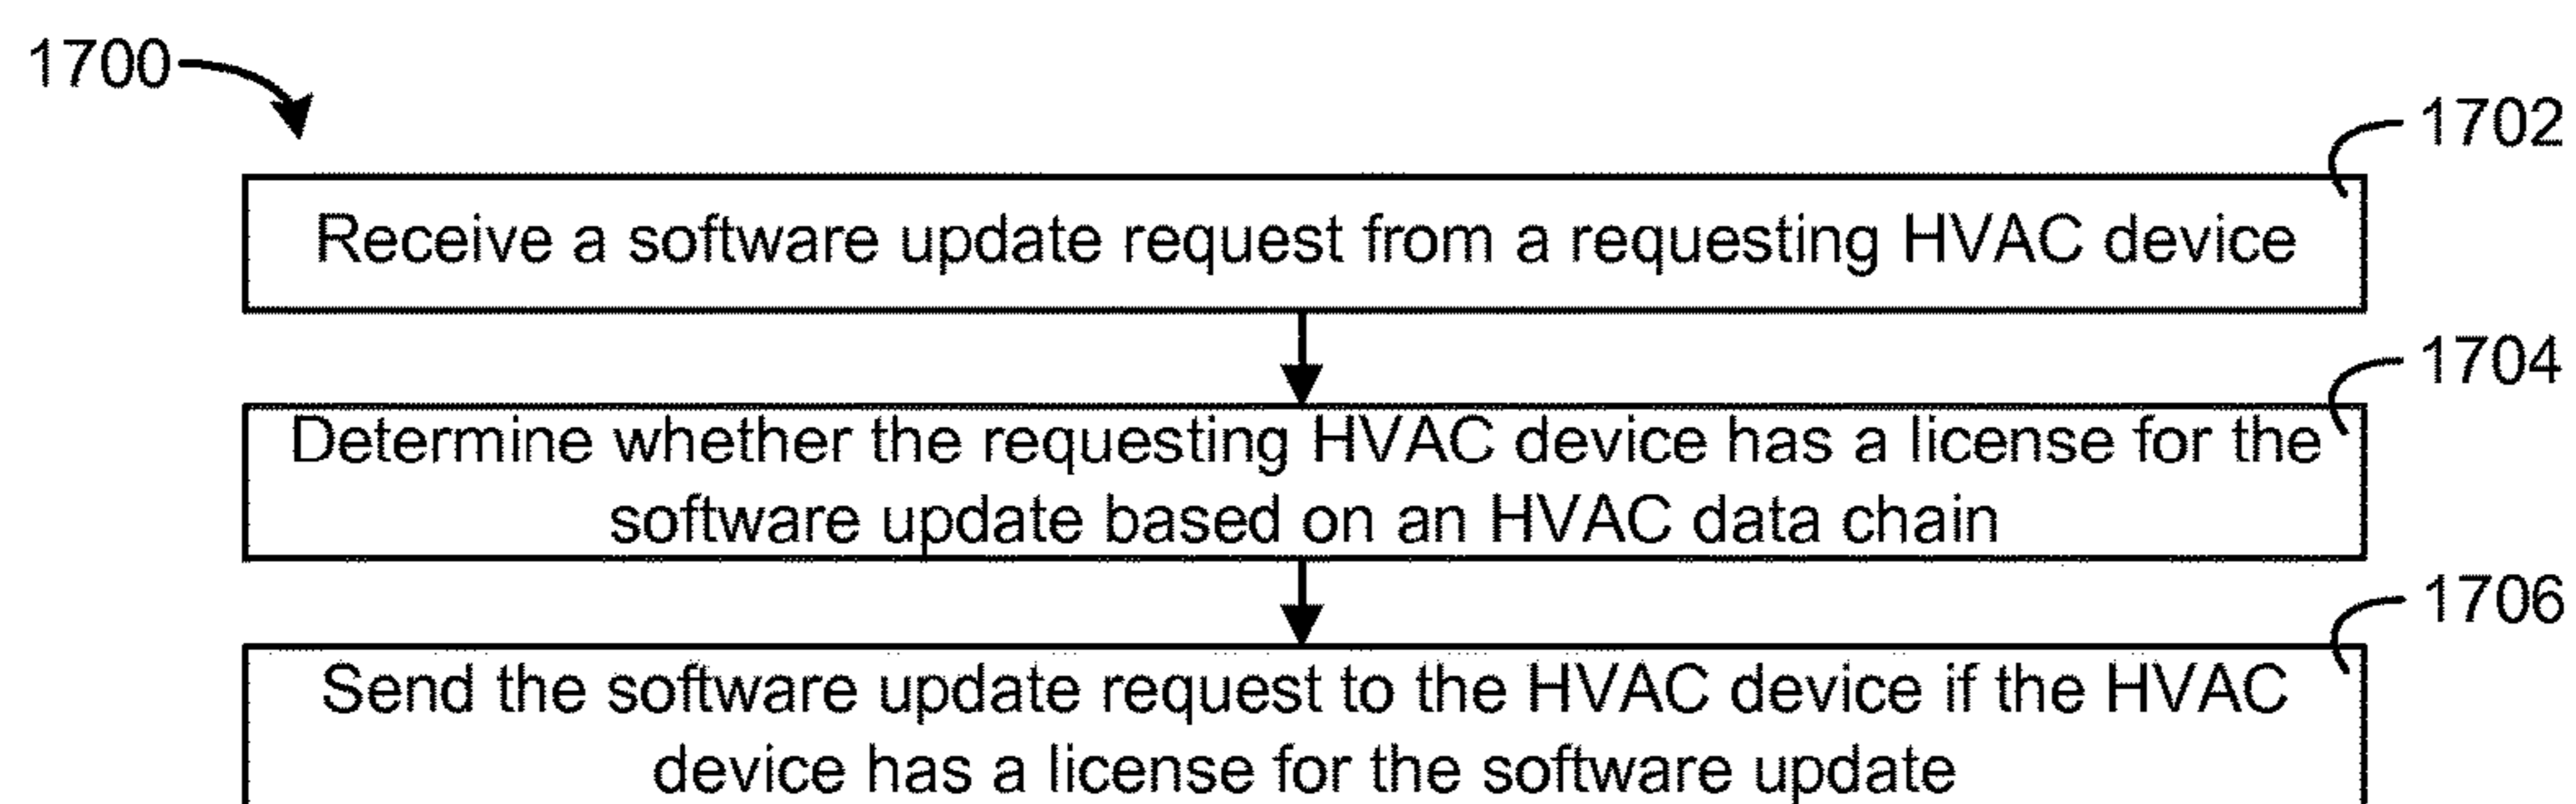 1700
1702
Receive a software update request from a requesting HVAC device
1704
Determine whether the requesting HVAC device has a license for the
software update based on an HVAC data chain
1706
Send the software update request to the HVAC device if the HVAC
device has a license for the software update